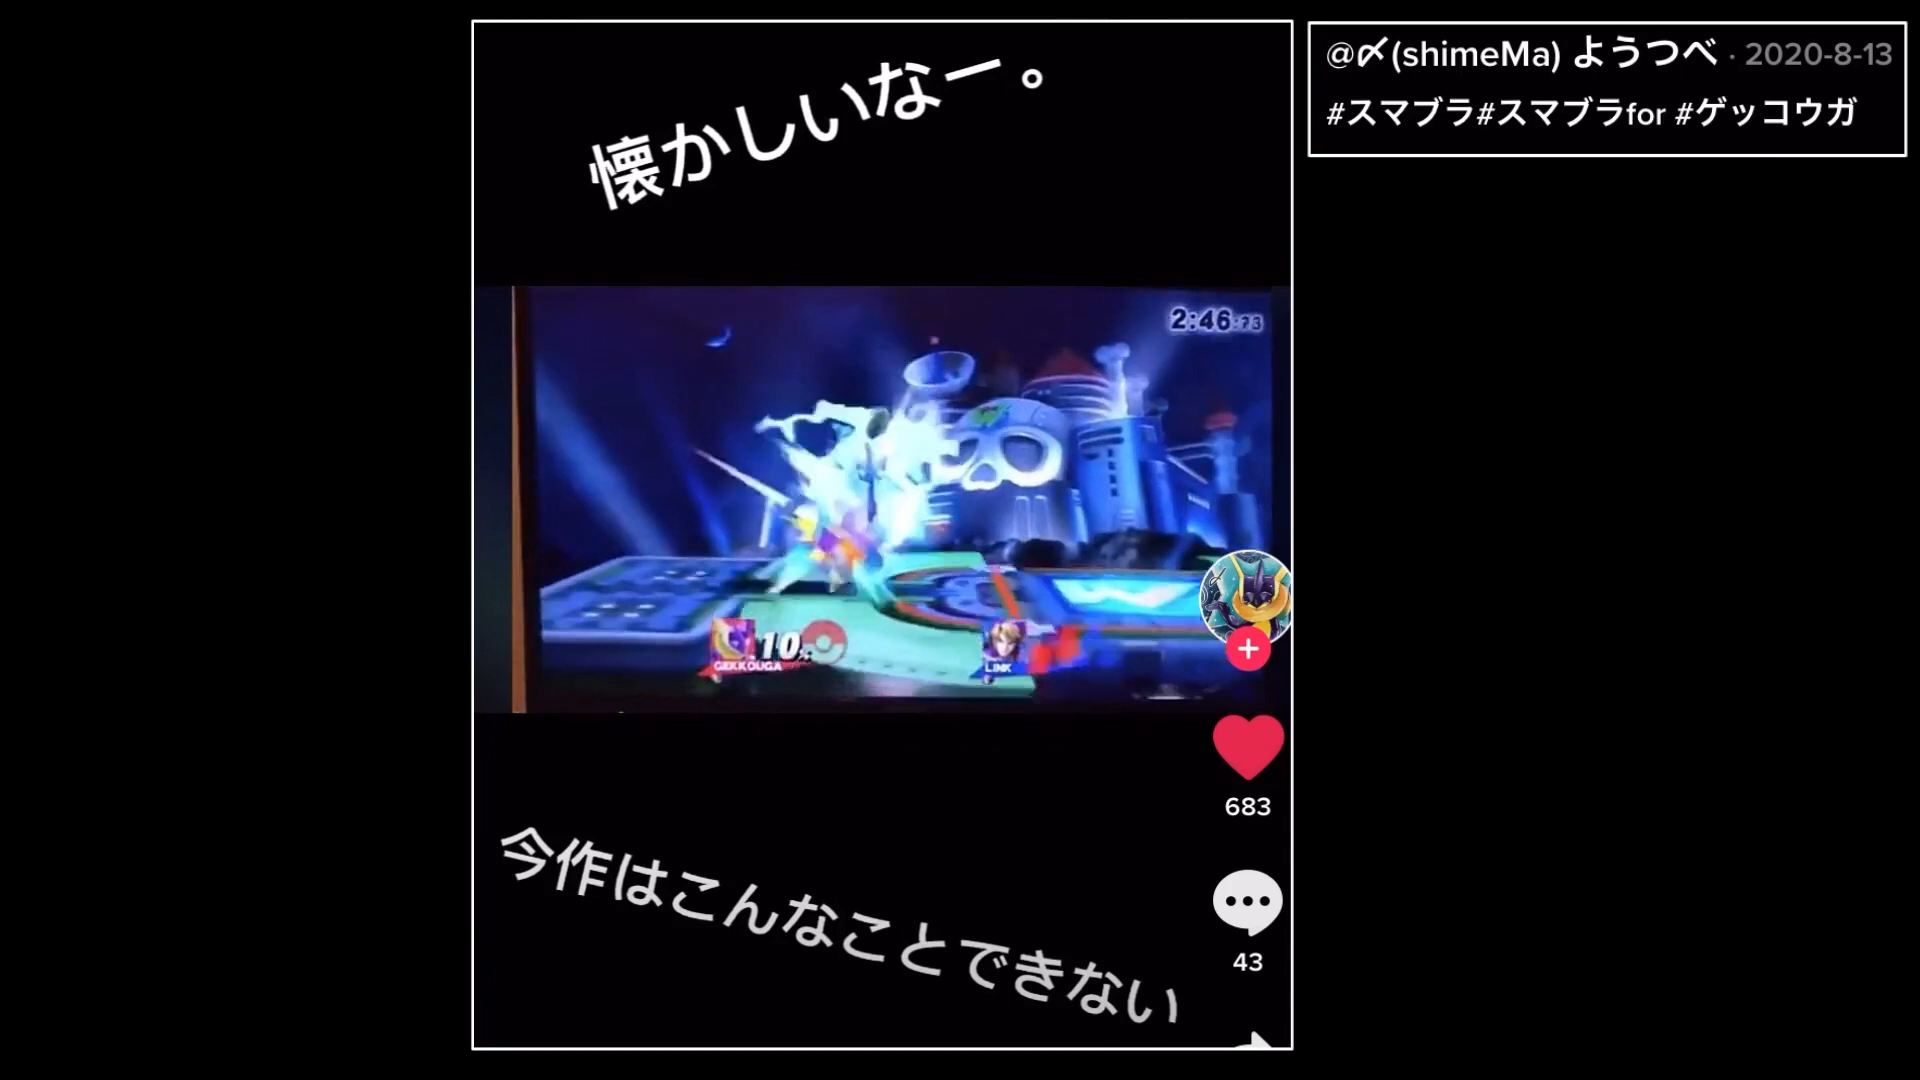 懐かしいなー。
@〆(shimeMa) ようつべ · 2020-8-13
#スマブラ#スマブラfor #ゲッコウガ
2:46:73
10%
GEKKOUGA
LINK
683
今作はこんなことできない
43